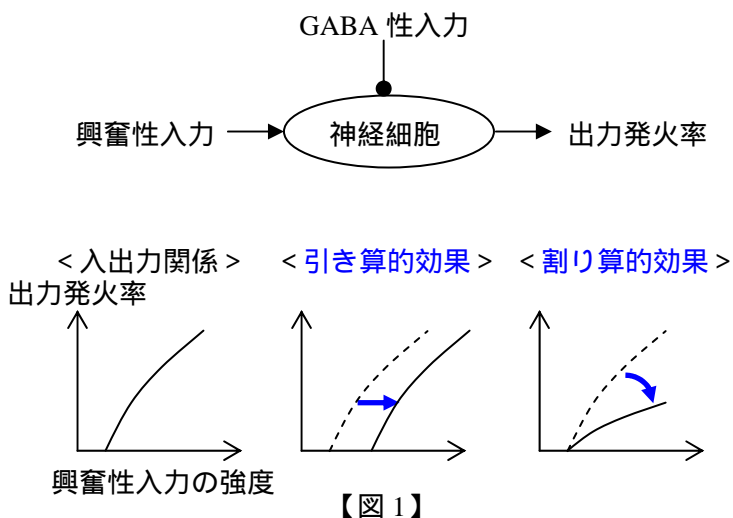 GABA 性入力
興奮性入力 神経細胞 出力発火率
<入出力関係> <引き算的効果> <割り算的効果>
出力発火率
興奮性入力の強度
【図 1】